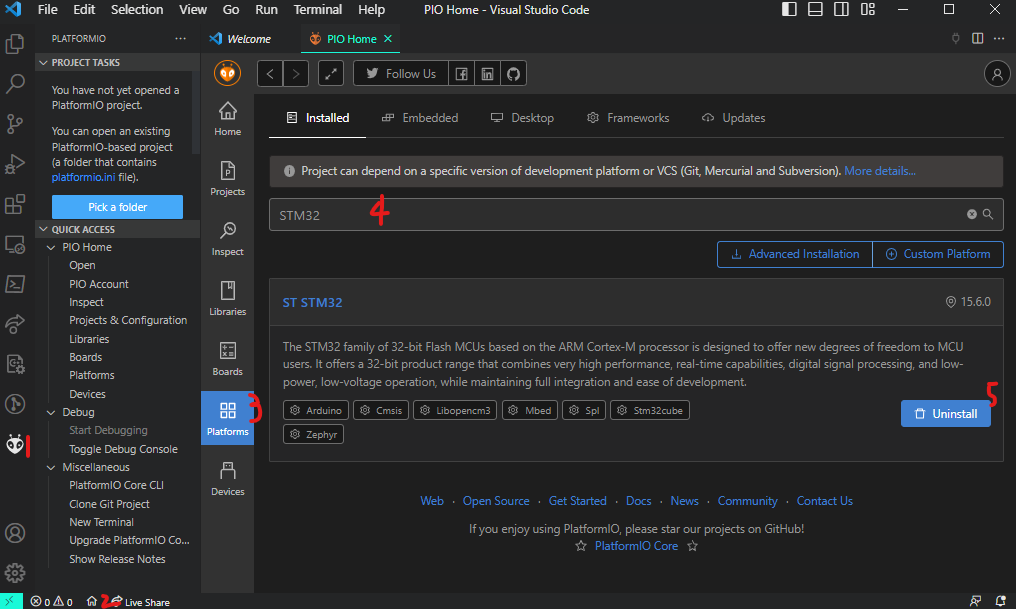 File Edit Selection View Go Run Terminal Help PIO Home - Visual Studio Code
PLATFORMIO ...
Welcome
PIO Home
PROJECT TASKS
You have not yet opened a
PlatformIO project.
You can open an existing
PlatformIO-based project
(a folder that contains
platformio.ini file).
Pick a folder
QUICK ACCESS
PIO Home
Open
PIO Account
Inspect
Projects & Configuration
Libraries
Boards
Platforms
Devices
Debug
Start Debugging
Toggle Debug Console
Miscellaneous
PlatformIO Core CLI
Clone Git Project
New Terminal
Upgrade PlatformIO Co...
Show Release Notes
1
Follow Us
Home
Projects
Inspect
Libraries
Boards
Platforms
3
Devices
Installed Embedded Desktop Frameworks Updates
Project can depend on a specific version of development platform or VCS (Git, Mercurial and Subversion). More details...
STM32
4
Advanced Installation Custom Platform
ST STM32 15.6.0
The STM32 family of 32-bit Flash MCUs based on the ARM Cortex-M processor is designed to offer new degrees of freedom to MCU
users. It offers a 32-bit product range that combines very high performance, real-time capabilities, digital signal processing, and low-
power, low-voltage operation, while maintaining full integration and ease of development.
Arduino Cmsis Libopencm3 Mbed Spl Stm32cube
Zephyr
5
Uninstall
Web · Open Source · Get Started · Docs · News · Community · Contact Us
If you enjoy using PlatformIO, please star our projects on GitHub!
PlatformIO Core
0 0 2 Live Share